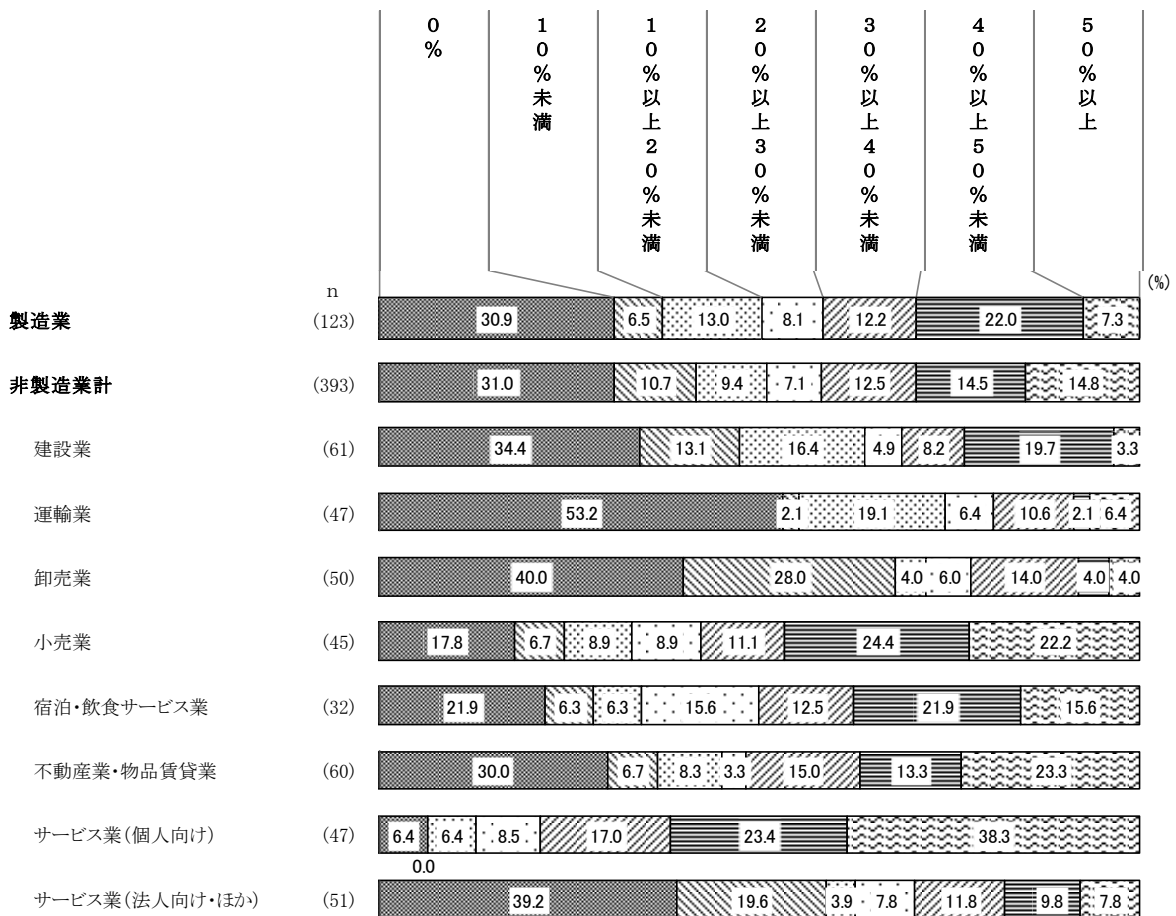 0%
10%未満
10%以上20%未満
20%以上30%未満
30%以上40%未満
40%以上50%未満
50%以上
(%)
n
製造業 (123) 30.9 6.5 13.0 8.1 12.2 22.0 7.3
非製造業計 (393) 31.0 10.7 9.4 7.1 12.5 14.5 14.8
建設業 (61) 34.4 13.1 16.4 4.9 8.2 19.7 3.3
運輸業 (47) 53.2 2.1 19.1 6.4 10.6 2.1 6.4
卸売業 (50) 40.0 28.0 4.0 6.0 14.0 4.0 4.0
小売業 (45) 17.8 6.7 8.9 8.9 11.1 24.4 22.2
宿泊・飲食サービス業 (32) 21.9 6.3 6.3 15.6 12.5 21.9 15.6
不動産業・物品賃貸業 (60) 30.0 6.7 8.3 3.3 15.0 13.3 23.3
サービス業(個人向け) (47) 6.4 6.4 8.5 17.0 23.4 38.3
0.0
サービス業(法人向け・ほか) (51) 39.2 19.6 3.9 7.8 11.8 9.8 7.8